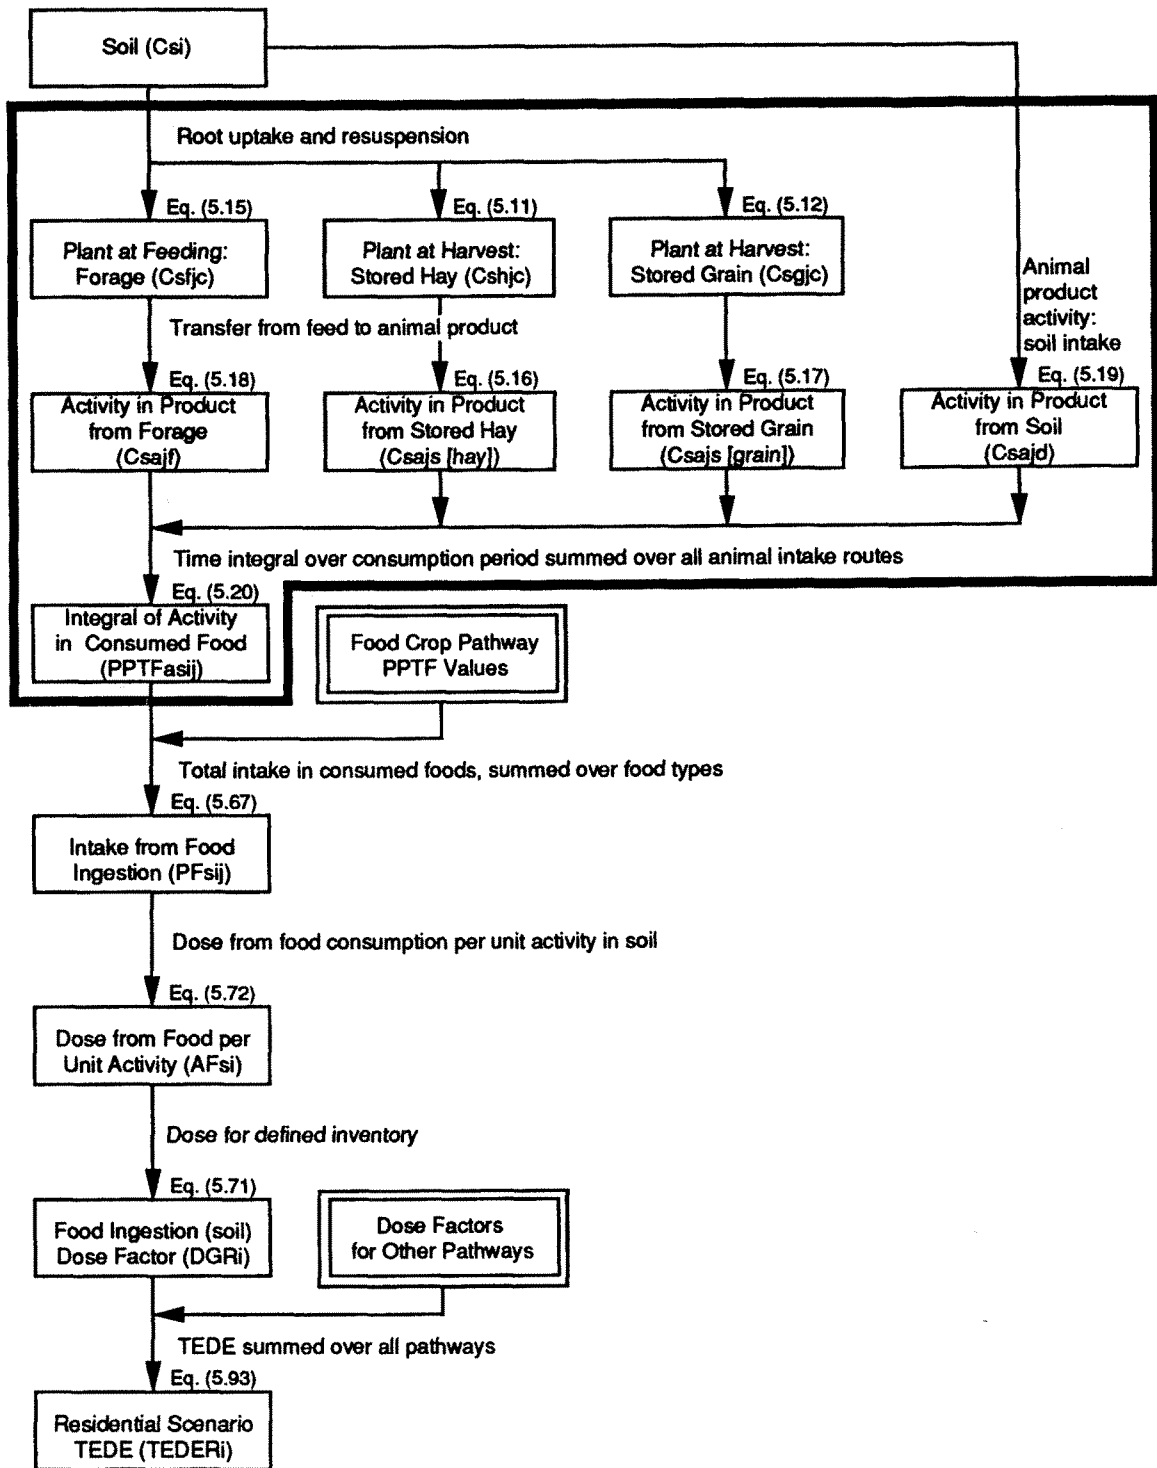 Soil (Csi)
Root uptake and resuspension
Eq. (5.15)
Plant at Feeding:
Forage (Csfjc)
Eq. (5.11)
Plant at Harvest:
Stored Hay (Cshjc)
Eq. (5.12)
Plant at Harvest:
Stored Grain (Csgjc)
Animal
product
activity:
soil intake
Transfer from feed to animal product
Eq. (5.18)
Activity in Product
from Forage
(Csajf)
Eq. (5.16)
Activity in Product
from Stored Hay
(Csajs [hay])
Eq. (5.17)
Activity in Product
from Stored Grain
(Csajs [grain])
Eq. (5.19)
Activity in Product
from Soil
(Csajd)
Time integral over consumption period summed over all animal intake routes
Eq. (5.20)
Integral of Activity
in Consumed Food
(PPTFasij)
Food Crop Pathway
PPTF Values
Total intake in consumed foods, summed over food types
Eq. (5.67)
Intake from Food
Ingestion (PFsij)
Dose from food consumption per unit activity in soil
Eq. (5.72)
Dose from Food per
Unit Activity (AFsi)
Dose for defined inventory
Eq. (5.71)
Food Ingestion (soil)
Dose Factor (DGRi)
Dose Factors
for Other Pathways
TEDE summed over all pathways
Eq. (5.93)
Residential Scenario
TEDE (TEDERi)